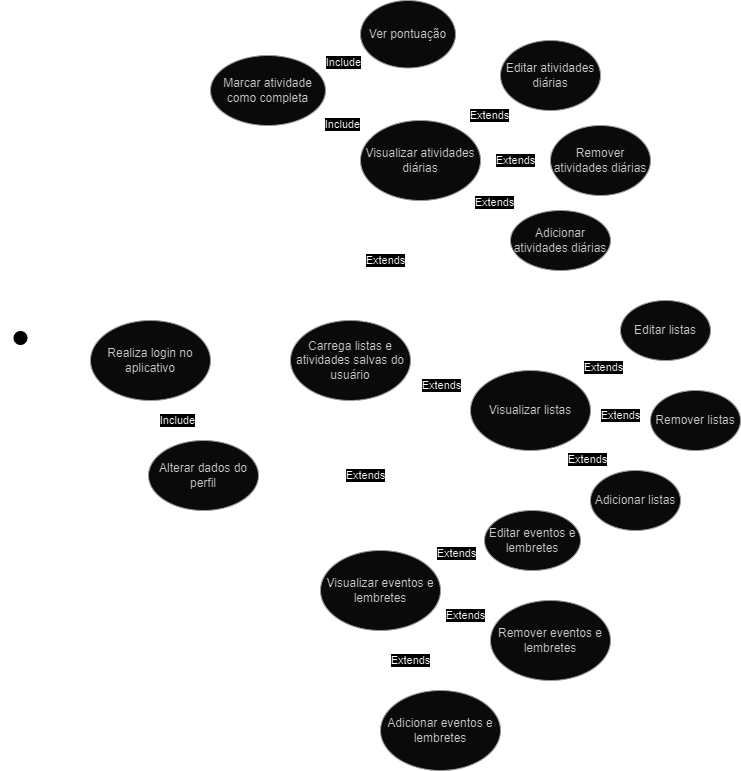 Ver pontuação
Include
Marcar atividade
como completa
Include
Editar atividades
diárias
Extends
Visualizar atividades
diárias
Extends
Remover
atividades diárias
Extends
Adicionar
atividades diárias
Extends
Realiza login no
aplicativo
Carrega listas e
atividades salvas do
usuário
Editar listas
Extends
Extends
Visualizar listas
Extends
Remover listas
Include
Extends
Alterar dados do
perfil
Extends
Adicionar listas
Editar eventos e
lembretes
Extends
Visualizar eventos e
lembretes
Extends
Remover eventos e
lembretes
Extends
Adicionar eventos e
lembretes